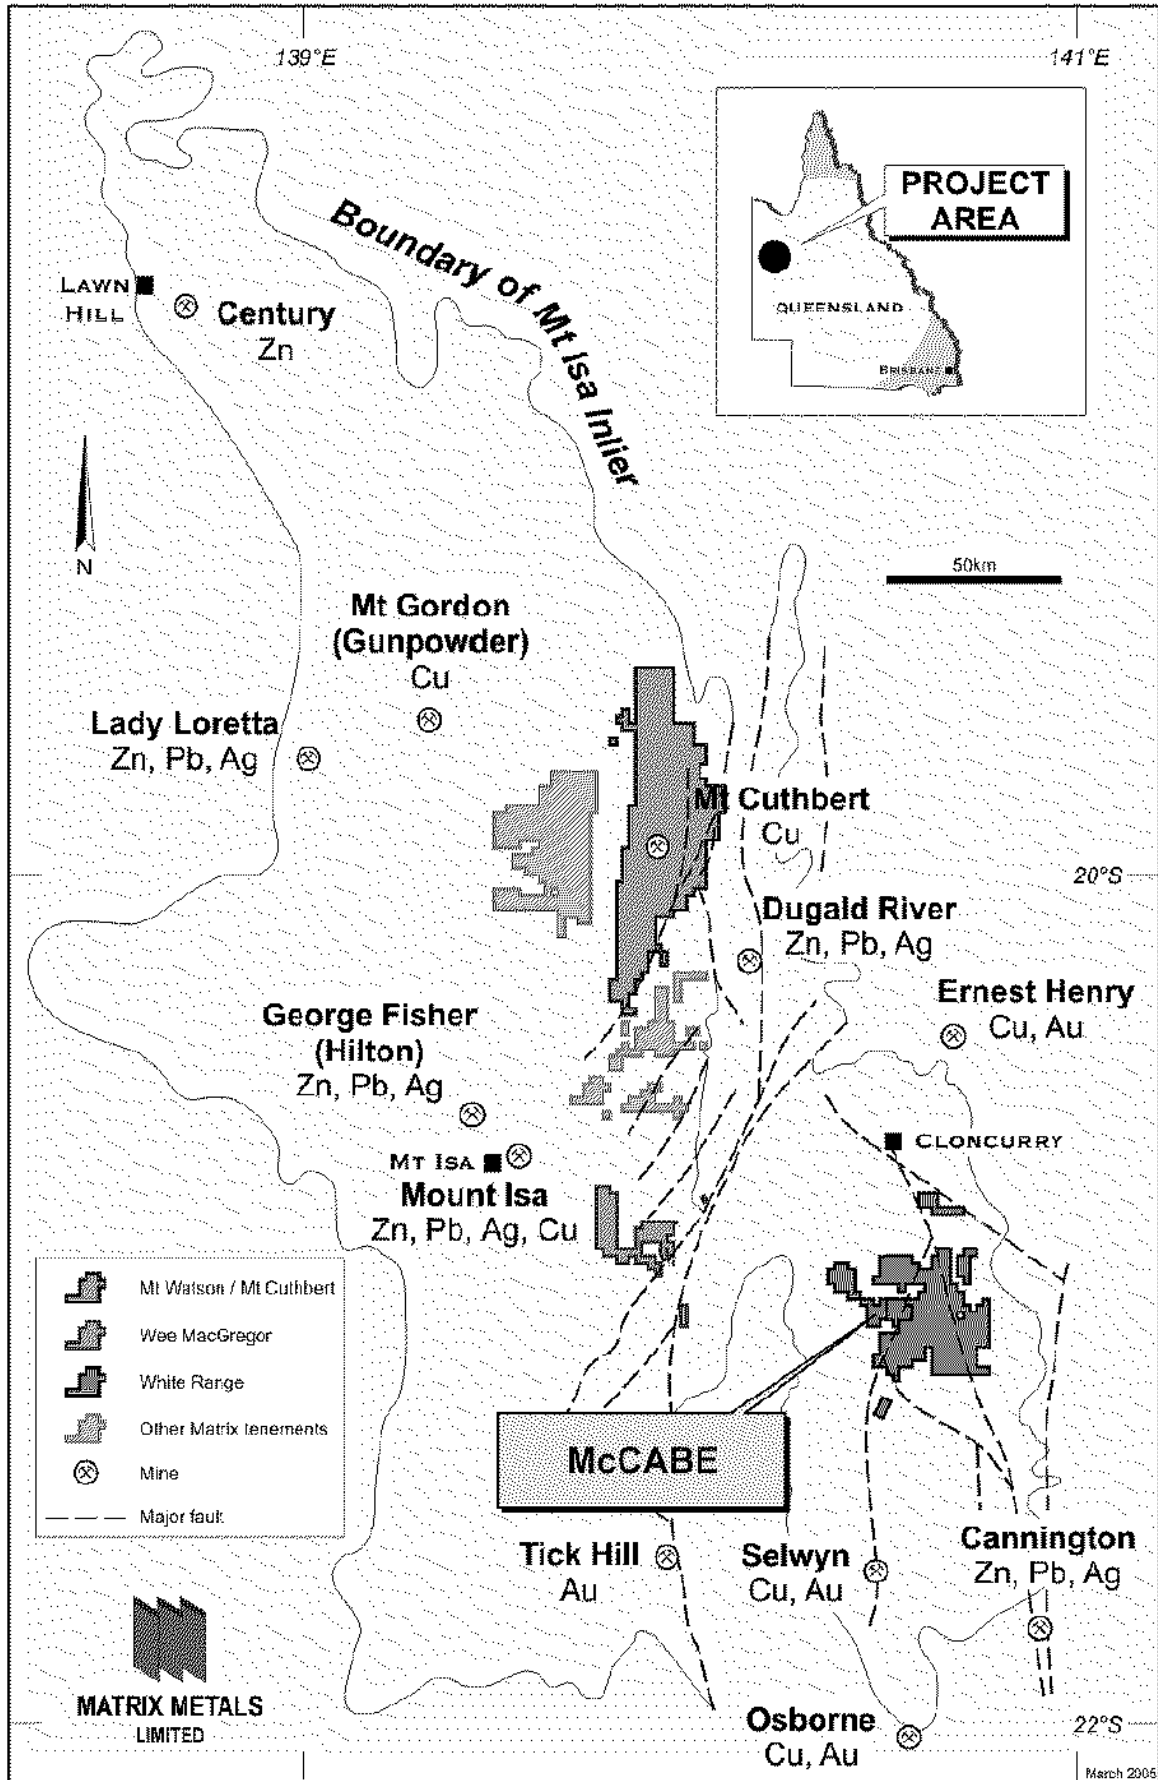 139°E
141°E
PROJECT
AREA
QUEENSLAND
BRISBANE
Boundary of Mt Isa Inlier
LAWN
HILL
Century
Zn
N
50km
Mt Gordon
(Gunpowder)
Cu
Lady Loretta
Zn, Pb, Ag
Mt Cuthbert
Cu
20°S
Dugald River
Zn, Pb, Ag
Ernest Henry
Cu, Au
George Fisher
(Hilton)
Zn, Pb, Ag
CLONCURRY
MT ISA
Mount Isa
Zn, Pb, Ag, Cu
Mt Watson / Mt Cuthbert
Wee MacGregor
White Range
Other Matrix tenements
Mine
Major fault
McCABE
Tick Hill
Au
Selwyn
Cu, Au
Cannington
Zn, Pb, Ag
MATRIX METALS
LIMITED
Osborne
Cu, Au
22°S
March 2005